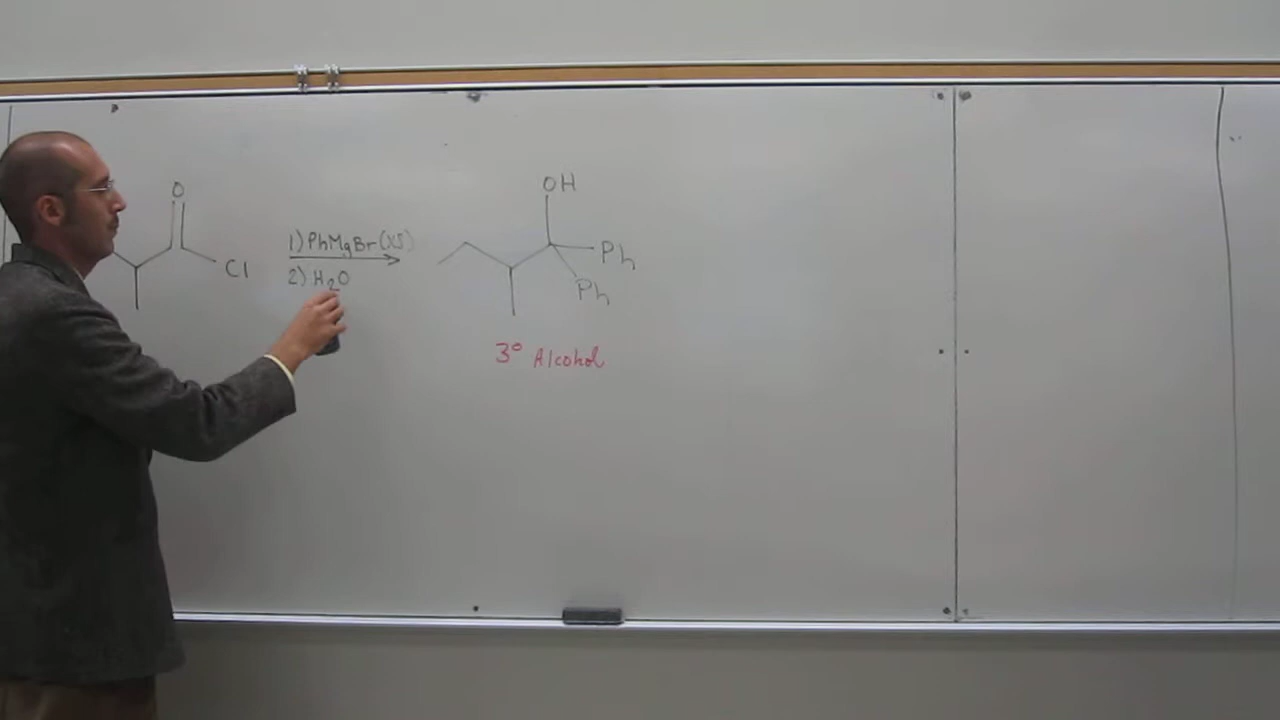 O
Cl
1) PhMgBr (XS)
2) H2O
OH
Ph
Ph
3° Alcohol